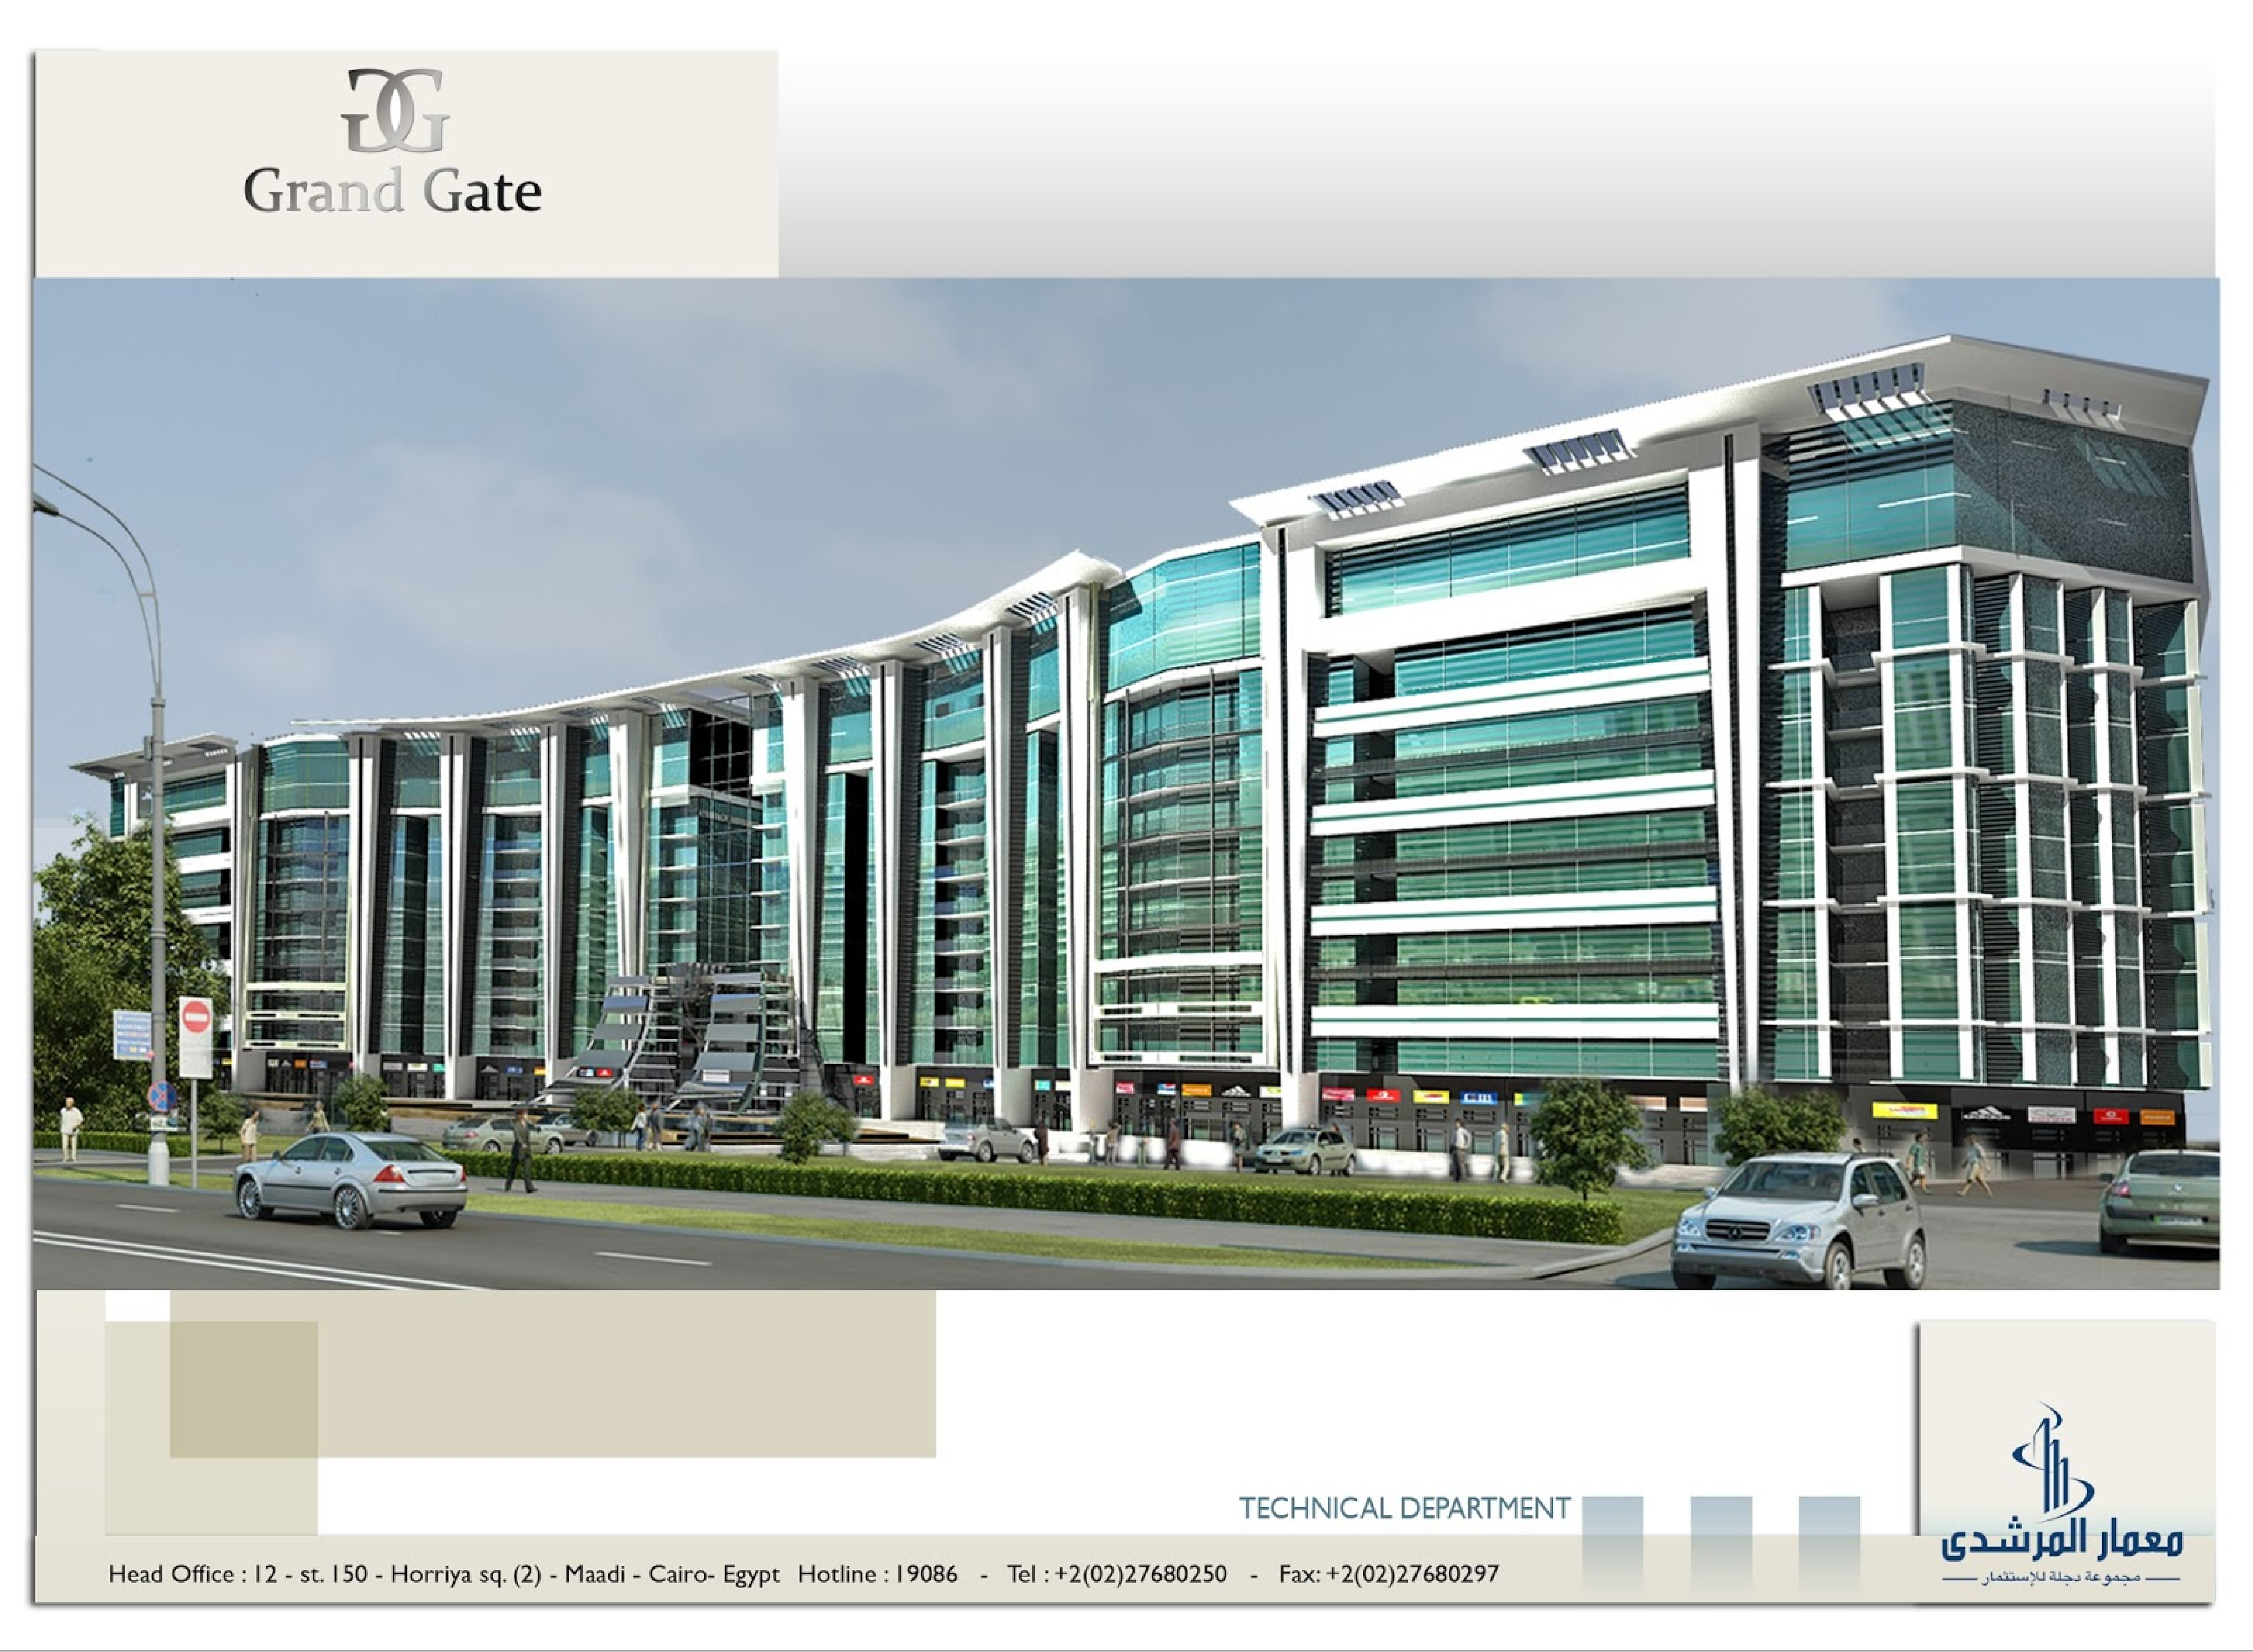 GG
Grand Gate
TECHNICAL DEPARTMENT
معمار المرشدى
مجموعة دجلة للإستثمار
Head Office : 12 - st. 150 - Horriya sq. (2) - Maadi - Cairo- Egypt Hotline : 19086 - Tel : +2(02)27680250 - Fax: +2(02)27680297